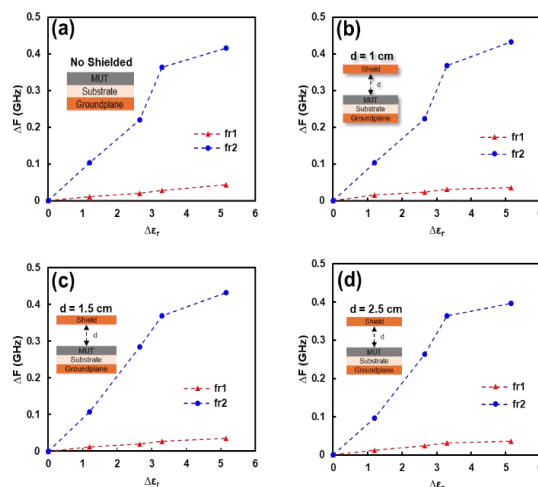 (a)
No Shielded
MUT
Substrate
Groundplane
fr1
fr2
0.5
0.4
0.3
0.2
0.1
0
0 1 2 3 4 5 6
ΔF (GHz)
Δεr
(b)
d = 1 cm
Shield
d
MUT
Substrate
Groundplane
fr1
fr2
0.5
0.4
0.3
0.2
0.1
0
0 1 2 3 4 5 6
ΔF (GHz)
Δεr
(c)
d = 1.5 cm
Shield
d
MUT
Substrate
Groundplane
fr1
fr2
0.5
0.4
0.3
0.2
0.1
0
0 1 2 3 4 5 6
ΔF (GHz)
Δεr
(d)
d = 2.5 cm
Shield
d
MUT
Substrate
Groundplane
fr1
fr2
0.5
0.4
0.3
0.2
0.1
0
0 1 2 3 4 5 6
ΔF (GHz)
Δεr